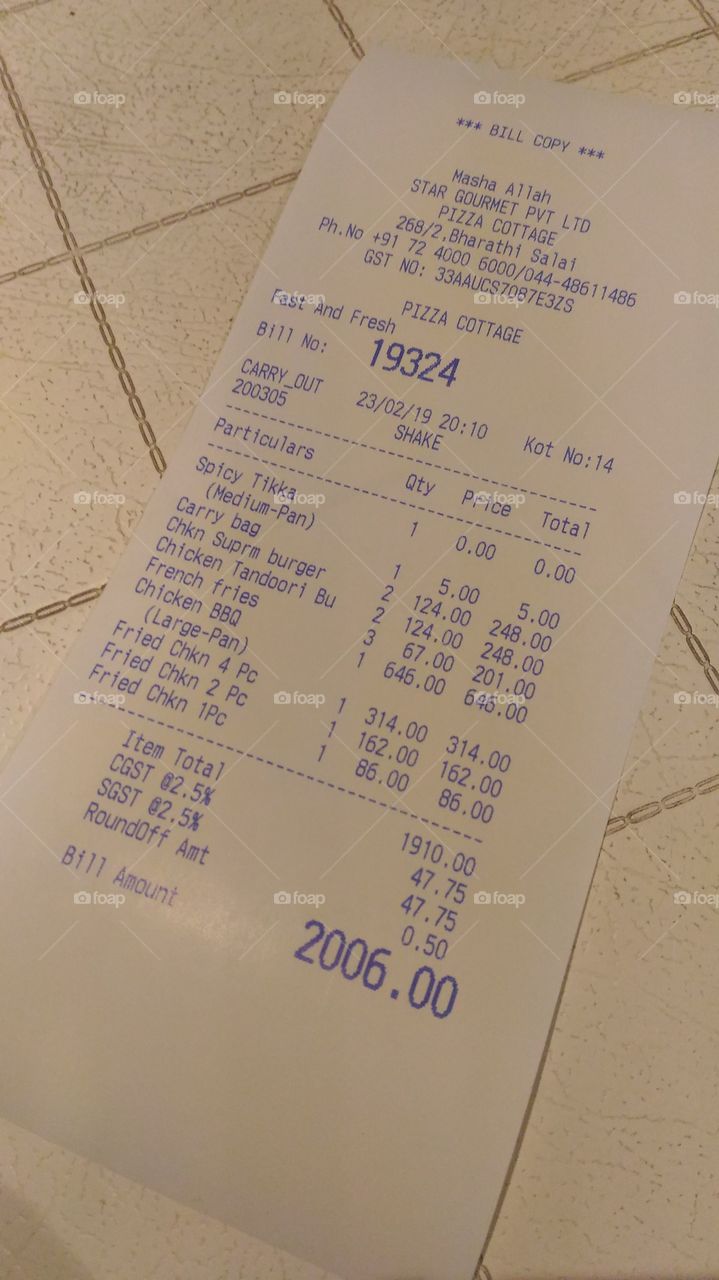 *** BILL COPY ***
Masha Allah
STAR GOURMET PVT LTD
PIZZA COTTAGE
268/2,Bharathi Salai
Ph.No +91 72 4000 6000/044-48611486
GST NO: 33AAUCS7087E3ZS
PIZZA COTTAGE
Fast And Fresh
Bill No: 19324
CARRY_OUT 23/02/19 20:10 Kot No:14
200305 SHAKE
Particulars Qty Price Total
Spicy Tikka 1 0.00 0.00
(Medium-Pan)
Carry bag 1 5.00 5.00
Chkn Suprm burger 2 124.00 248.00
Chicken Tandoori Bu 2 124.00 248.00
French fries 3 67.00 201.00
Chicken BBQ 1 646.00 646.00
(Large-Pan)
Fried Chkn 4 Pc 1 314.00 314.00
Fried Chkn 2 Pc 1 162.00 162.00
Fried Chkn 1Pc 1 86.00 86.00
Item Total 1910.00
CGST @2.5% 47.75
SGST @2.5% 47.75
RoundOff Amt 0.50
Bill Amount 2006.00